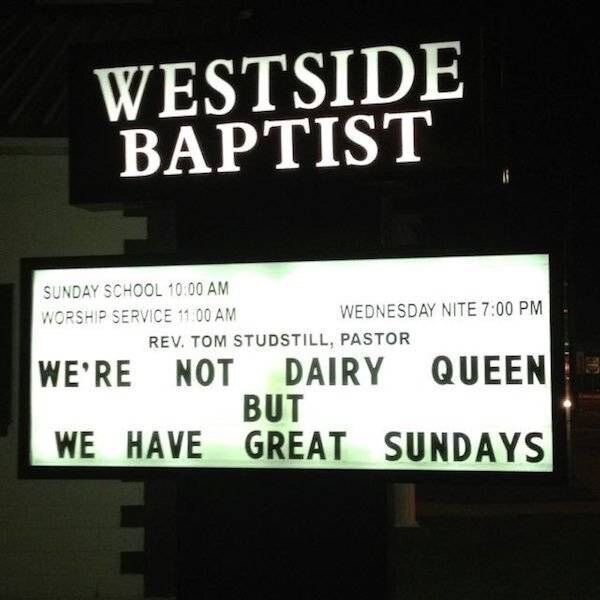 WESTSIDE
BAPTIST
SUNDAY SCHOOL 10:00 AM
WORSHIP SERVICE 11:00 AM WEDNESDAY NITE 7:00 PM
REV. TOM STUDSTILL, PASTOR
WE'RE NOT DAIRY QUEEN
BUT
WE HAVE GREAT SUNDAYS